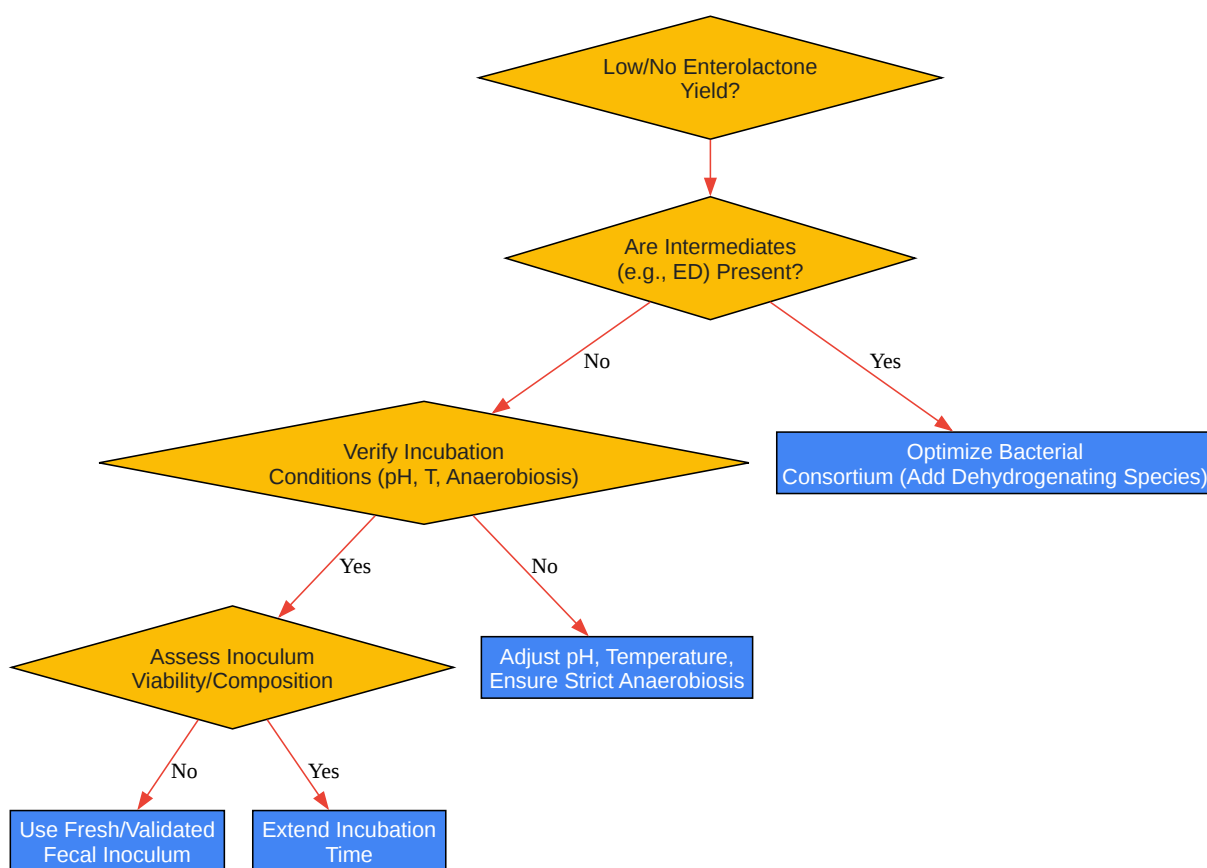 Low/No Enterolactone
Yield?
Are Intermediates
(e.g., ED) Present?
No
Yes
Verify Incubation
Conditions (pH, T, Anaerobiosis)
Optimize Bacterial
Consortium (Add Dehydrogenating Species)
Yes
No
Assess Inoculum
Viability/Composition
Adjust pH, Temperature,
Ensure Strict Anaerobiosis
No
Yes
Use Fresh/Validated
Fecal Inoculum
Extend Incubation
Time